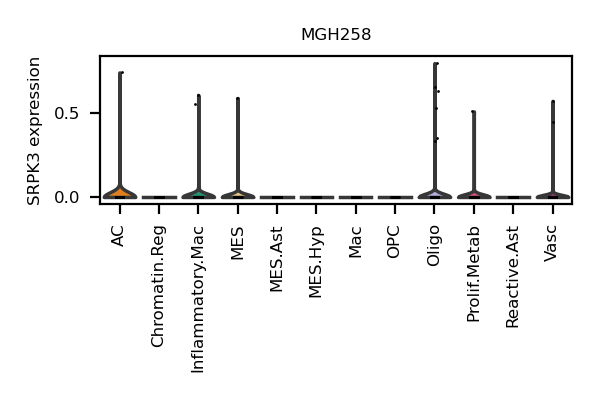 MGH258
SRPK3 expression
0.5
0.0
AC
Chromatin.Reg
Inflammatory.Mac
MES
MES.Ast
MES.Hyp
Mac
OPC
Oligo
Prolif.Metab
Reactive.Ast
Vasc